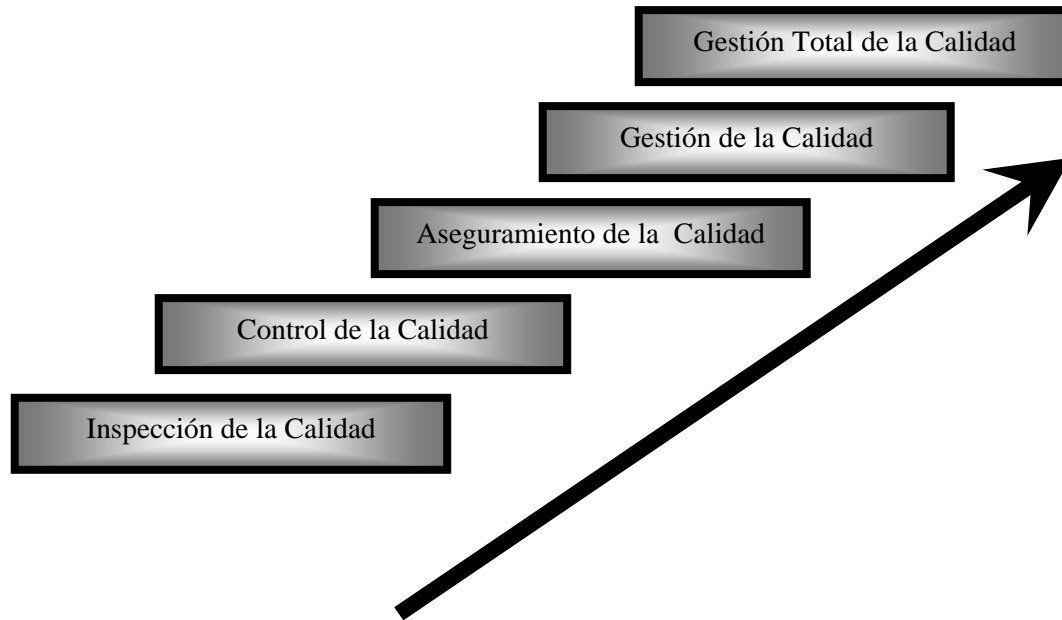 Gestión Total de la Calidad
Gestión de la Calidad
Aseguramiento de la  Calidad
Control de la Calidad
Inspección de la Calidad